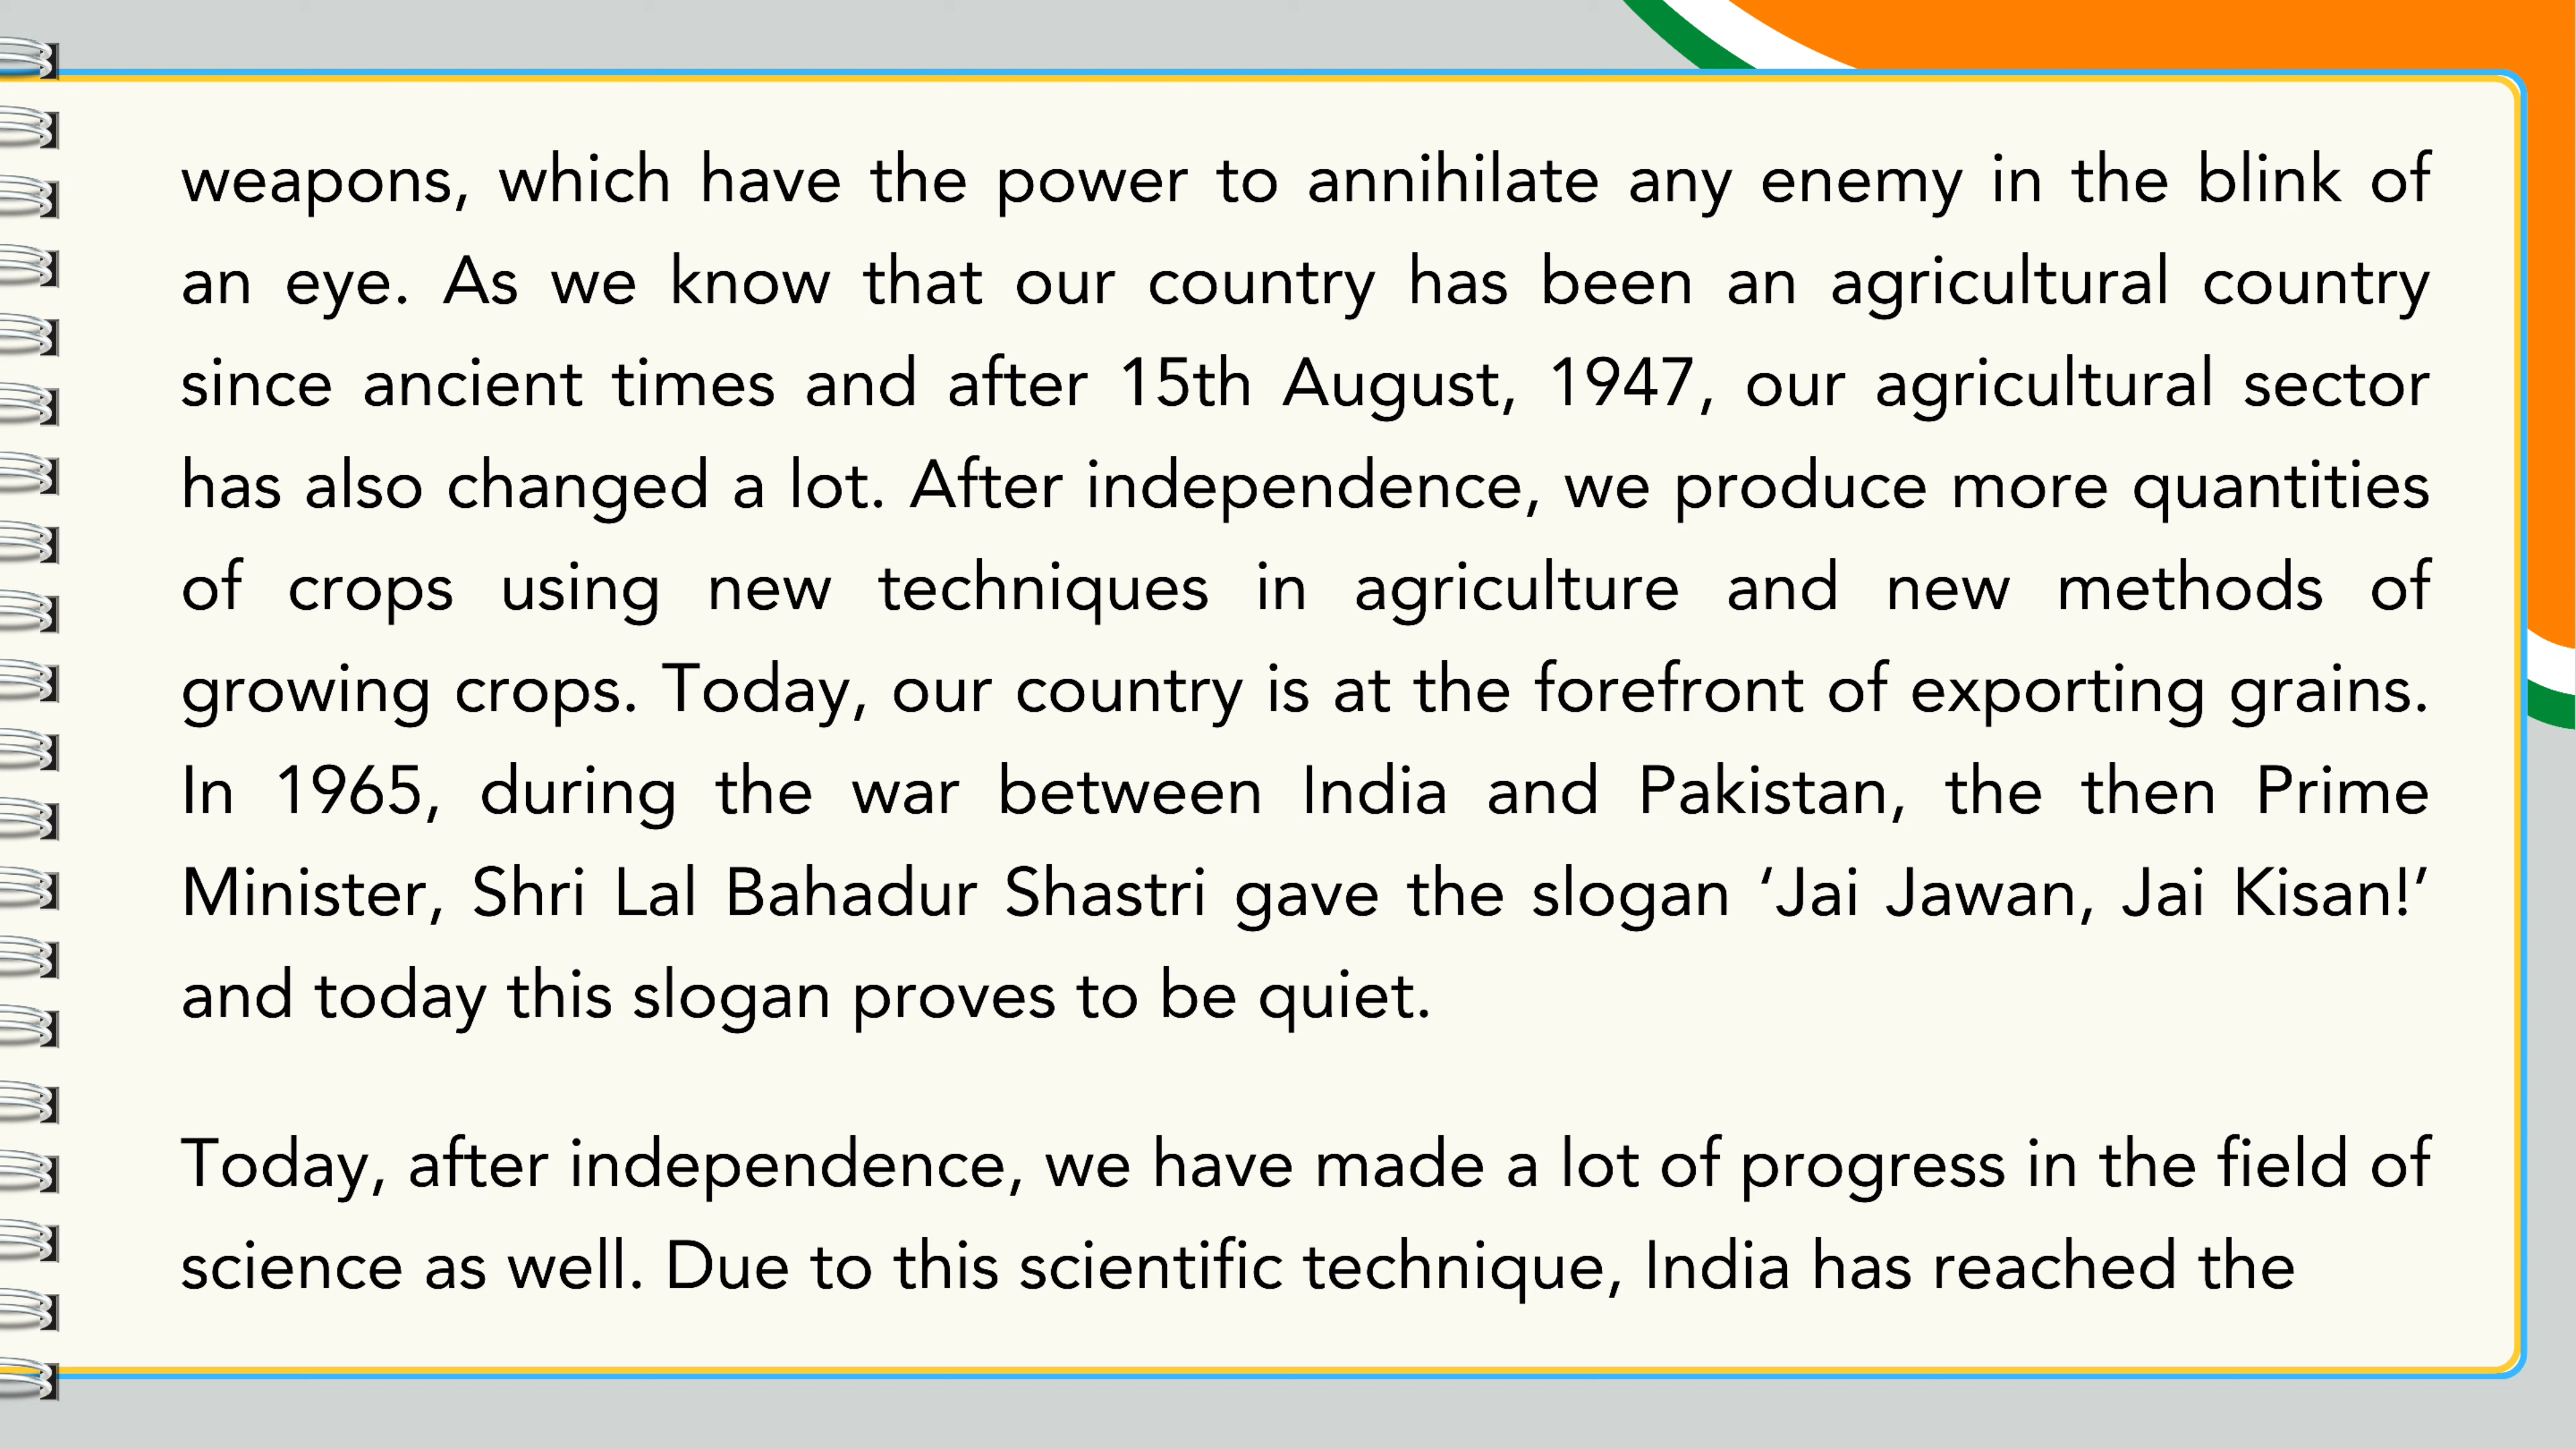 weapons, which have the power to annihilate any enemy in the blink of
an eye. As we know that our country has been an agricultural country
since ancient times and after 15th August, 1947, our agricultural sector
has also changed a lot. After independence, we produce more quantities
of crops using new techniques in agriculture and new methods of
growing crops. Today, our country is at the forefront of exporting grains.
In 1965, during the war between India and Pakistan, the then Prime
Minister, Shri Lal Bahadur Shastri gave the slogan ‘Jai Jawan, Jai Kisan!’
and today this slogan proves to be quiet.
Today, after independence, we have made a lot of progress in the field of
science as well. Due to this scientific technique, India has reached the